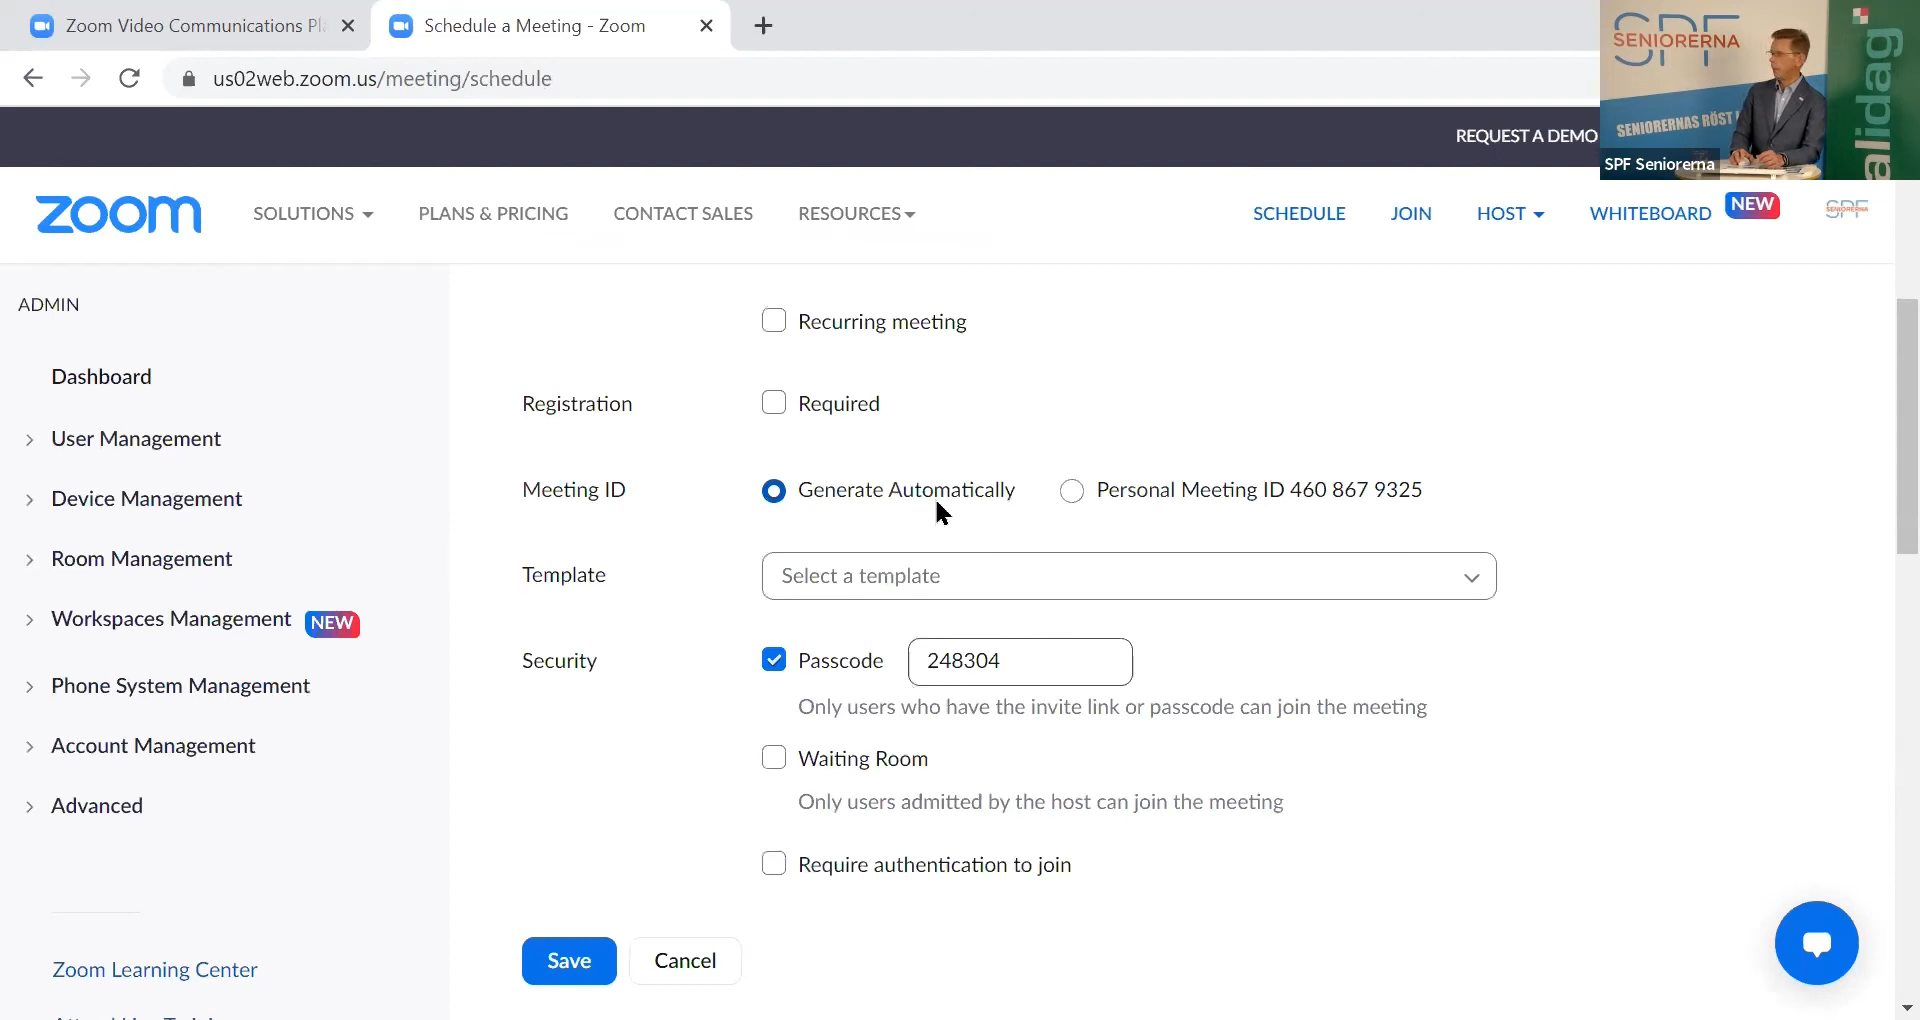 Zoom Video Communications Pl
Schedule a Meeting - Zoom
us02web.zoom.us/meeting/schedule
REQUEST A DEMO
SPF
SENIORERNA
SENIORERNAS RÖST
alidag
SPF Seniorerna
zoom
SOLUTIONS
PLANS & PRICING
CONTACT SALES
RESOURCES
SCHEDULE
JOIN
HOST
WHITEBOARD
NEW
SPF
SENIORERNA
ADMIN
Dashboard
User Management
Device Management
Room Management
Workspaces Management NEW
Phone System Management
Account Management
Advanced
Zoom Learning Center
Recurring meeting
Registration
Required
Meeting ID
Generate Automatically
Personal Meeting ID 460 867 9325
Template
Select a template
Security
Passcode
248304
Only users who have the invite link or passcode can join the meeting
Waiting Room
Only users admitted by the host can join the meeting
Require authentication to join
Save
Cancel